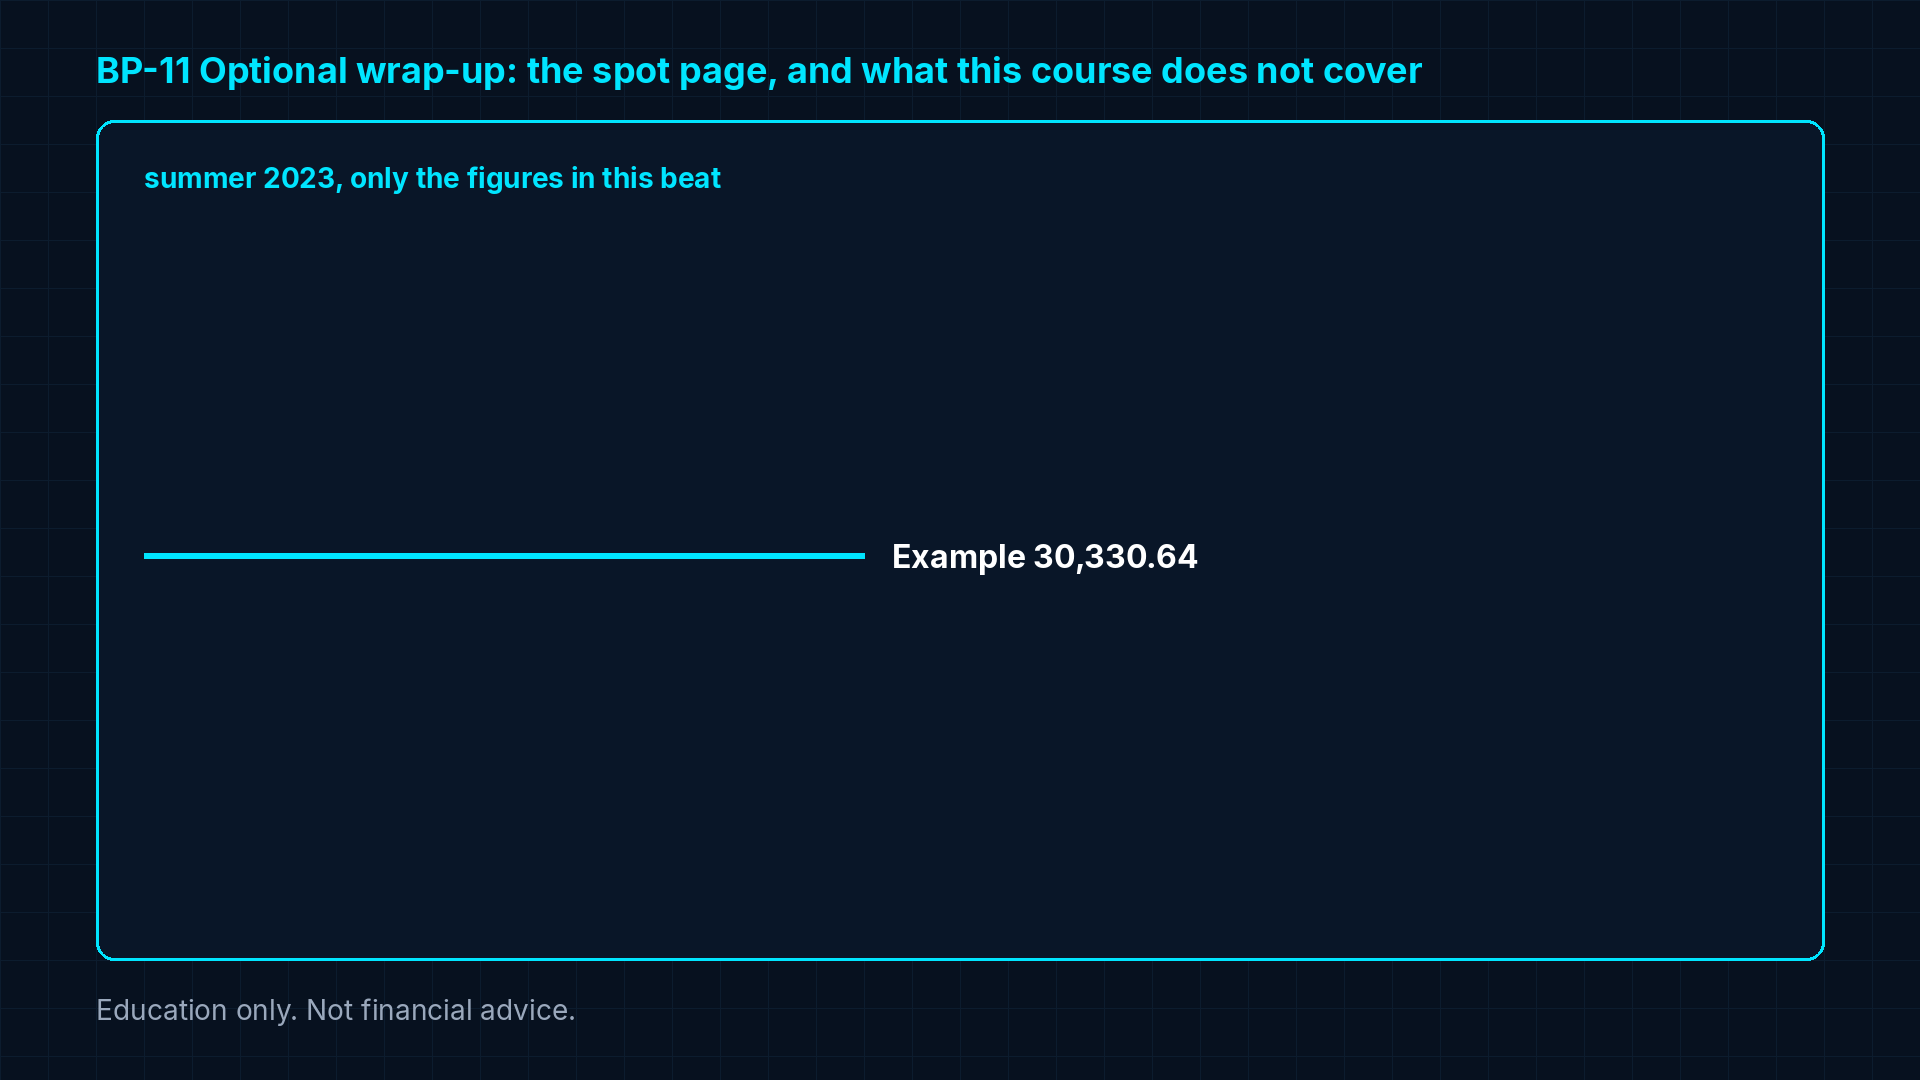 BP-11 Optional wrap-up: the spot page, and what this course does not cover
summer 2023, only the figures in this beat
Example 30,330.64
Education only. Not financial advice.